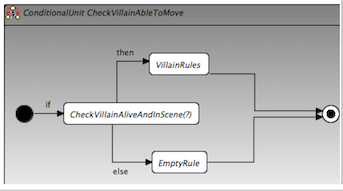 ConditionalUnit CheckVillainAbleToMove
then
VillainRules
if
CheckVillainAliveAndInScene(?)
EmptyRule
else